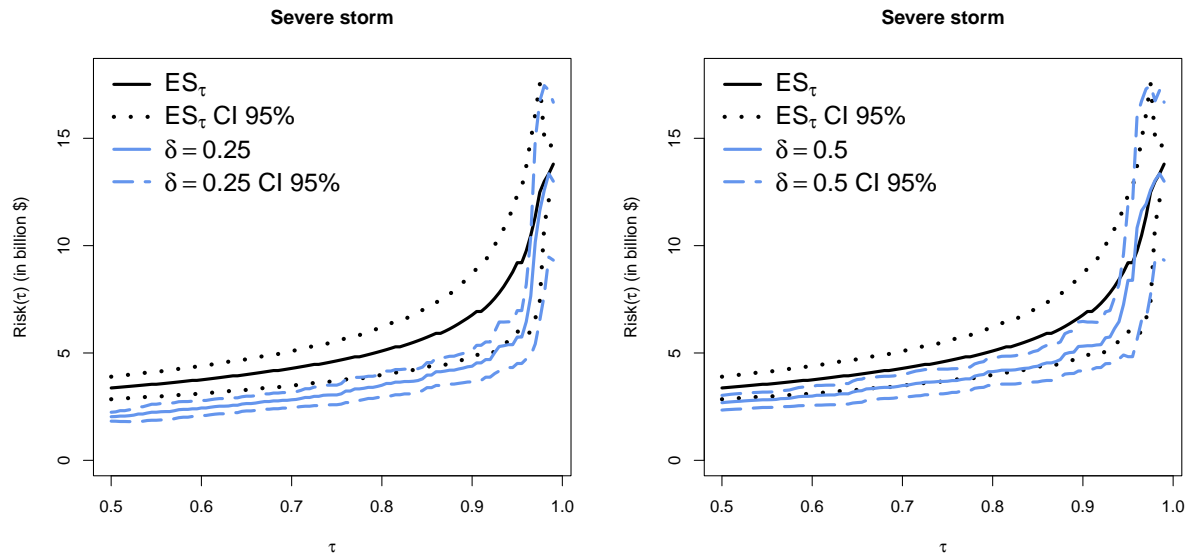 Severe storm
ES_τ
ES_τ CI 95%
δ = 0.25
δ = 0.25 CI 95%
Risk(τ) (in billion $)
15
10
5
0
0.5 0.6 0.7 0.8 0.9 1.0
τ
Severe storm
ES_τ
ES_τ CI 95%
δ = 0.5
δ = 0.5 CI 95%
Risk(τ) (in billion $)
15
10
5
0
0.5 0.6 0.7 0.8 0.9 1.0
τ